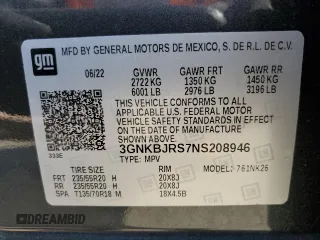 gm
MFD BY GENERAL MOTORS DE MEXICO, S. DE R.L. DE C.V.
06/22 GVWR GAWR FRT GAWR RR
2722 KG 1350 KG 1450 KG
6001 LB 2976 LB 3196 LB
THIS VEHICLE CONFORMS TO ALL APPLICABLE
U.S. FEDERAL MOTOR VEHICLE SAFETY
STANDARDS IN EFFECT ON THE DATE OF
MANUFACTURE SHOWN ABOVE.
3GNKBJRS7NS208946
TYPE: MPV
TIRE SIZE RIM MODEL:
FRT 235/55R20 H 20X8J
RR 235/55R20 H 20X8J
SPA T135/70R18 M 18X4.5B
DREAMBID